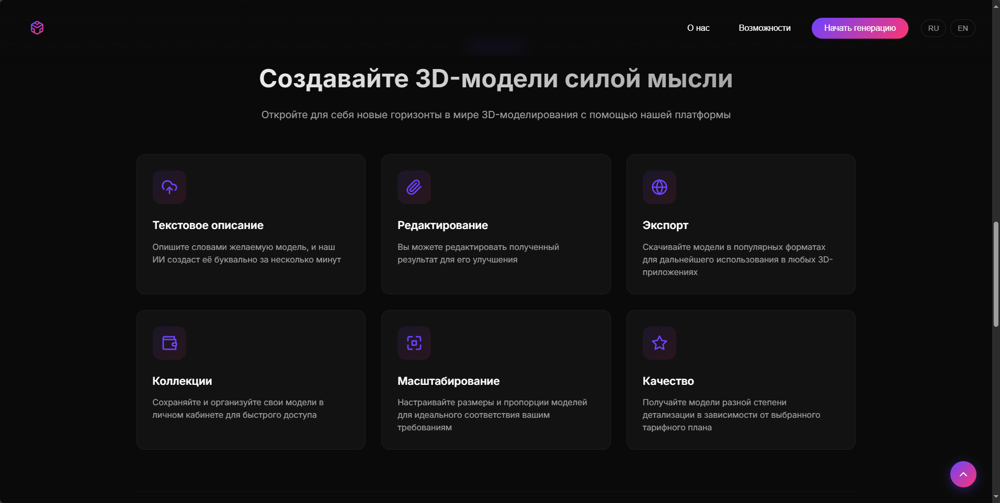 О нас
Возможности
Начать генерацию
RU
EN
Создавайте 3D-модели силой мысли
Откройте для себя новые горизонты в мире 3D-моделирования с помощью нашей платформы
Текстовое описание
Опишите словами желаемую модель, и наш
ИИ создаст её буквально за несколько минут
Редактирование
Вы можете редактировать полученный
результат для его улучшения
Экспорт
Скачивайте модели в популярных форматах
для дальнейшего использования в любых 3D-
приложениях
Коллекции
Сохраняйте и организуйте свои модели в
личном кабинете для быстрого доступа
Масштабирование
Настраивайте размеры и пропорции моделей
для идеального соответствия вашим
требованиям
Качество
Получайте модели разной степени
детализации в зависимости от выбранного
тарифного плана